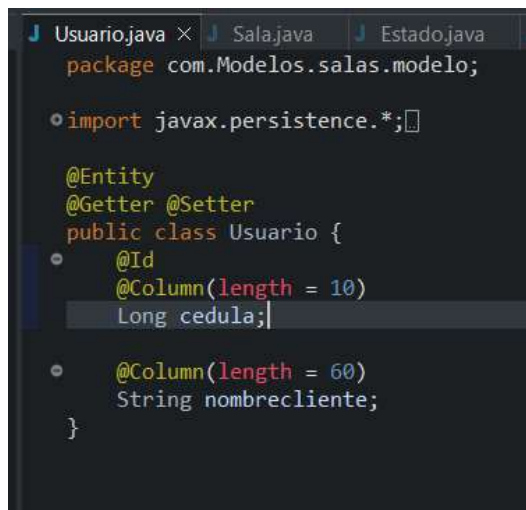 Usuario.java Sala.java Estado.java
package com.Modelos.salas.modelo;
import javax.persistence.*;
@Entity
@Getter @Setter
public class Usuario {
@Id
@Column(length = 10)
Long cedula;
@Column(length = 60)
String nombrecliente;
}